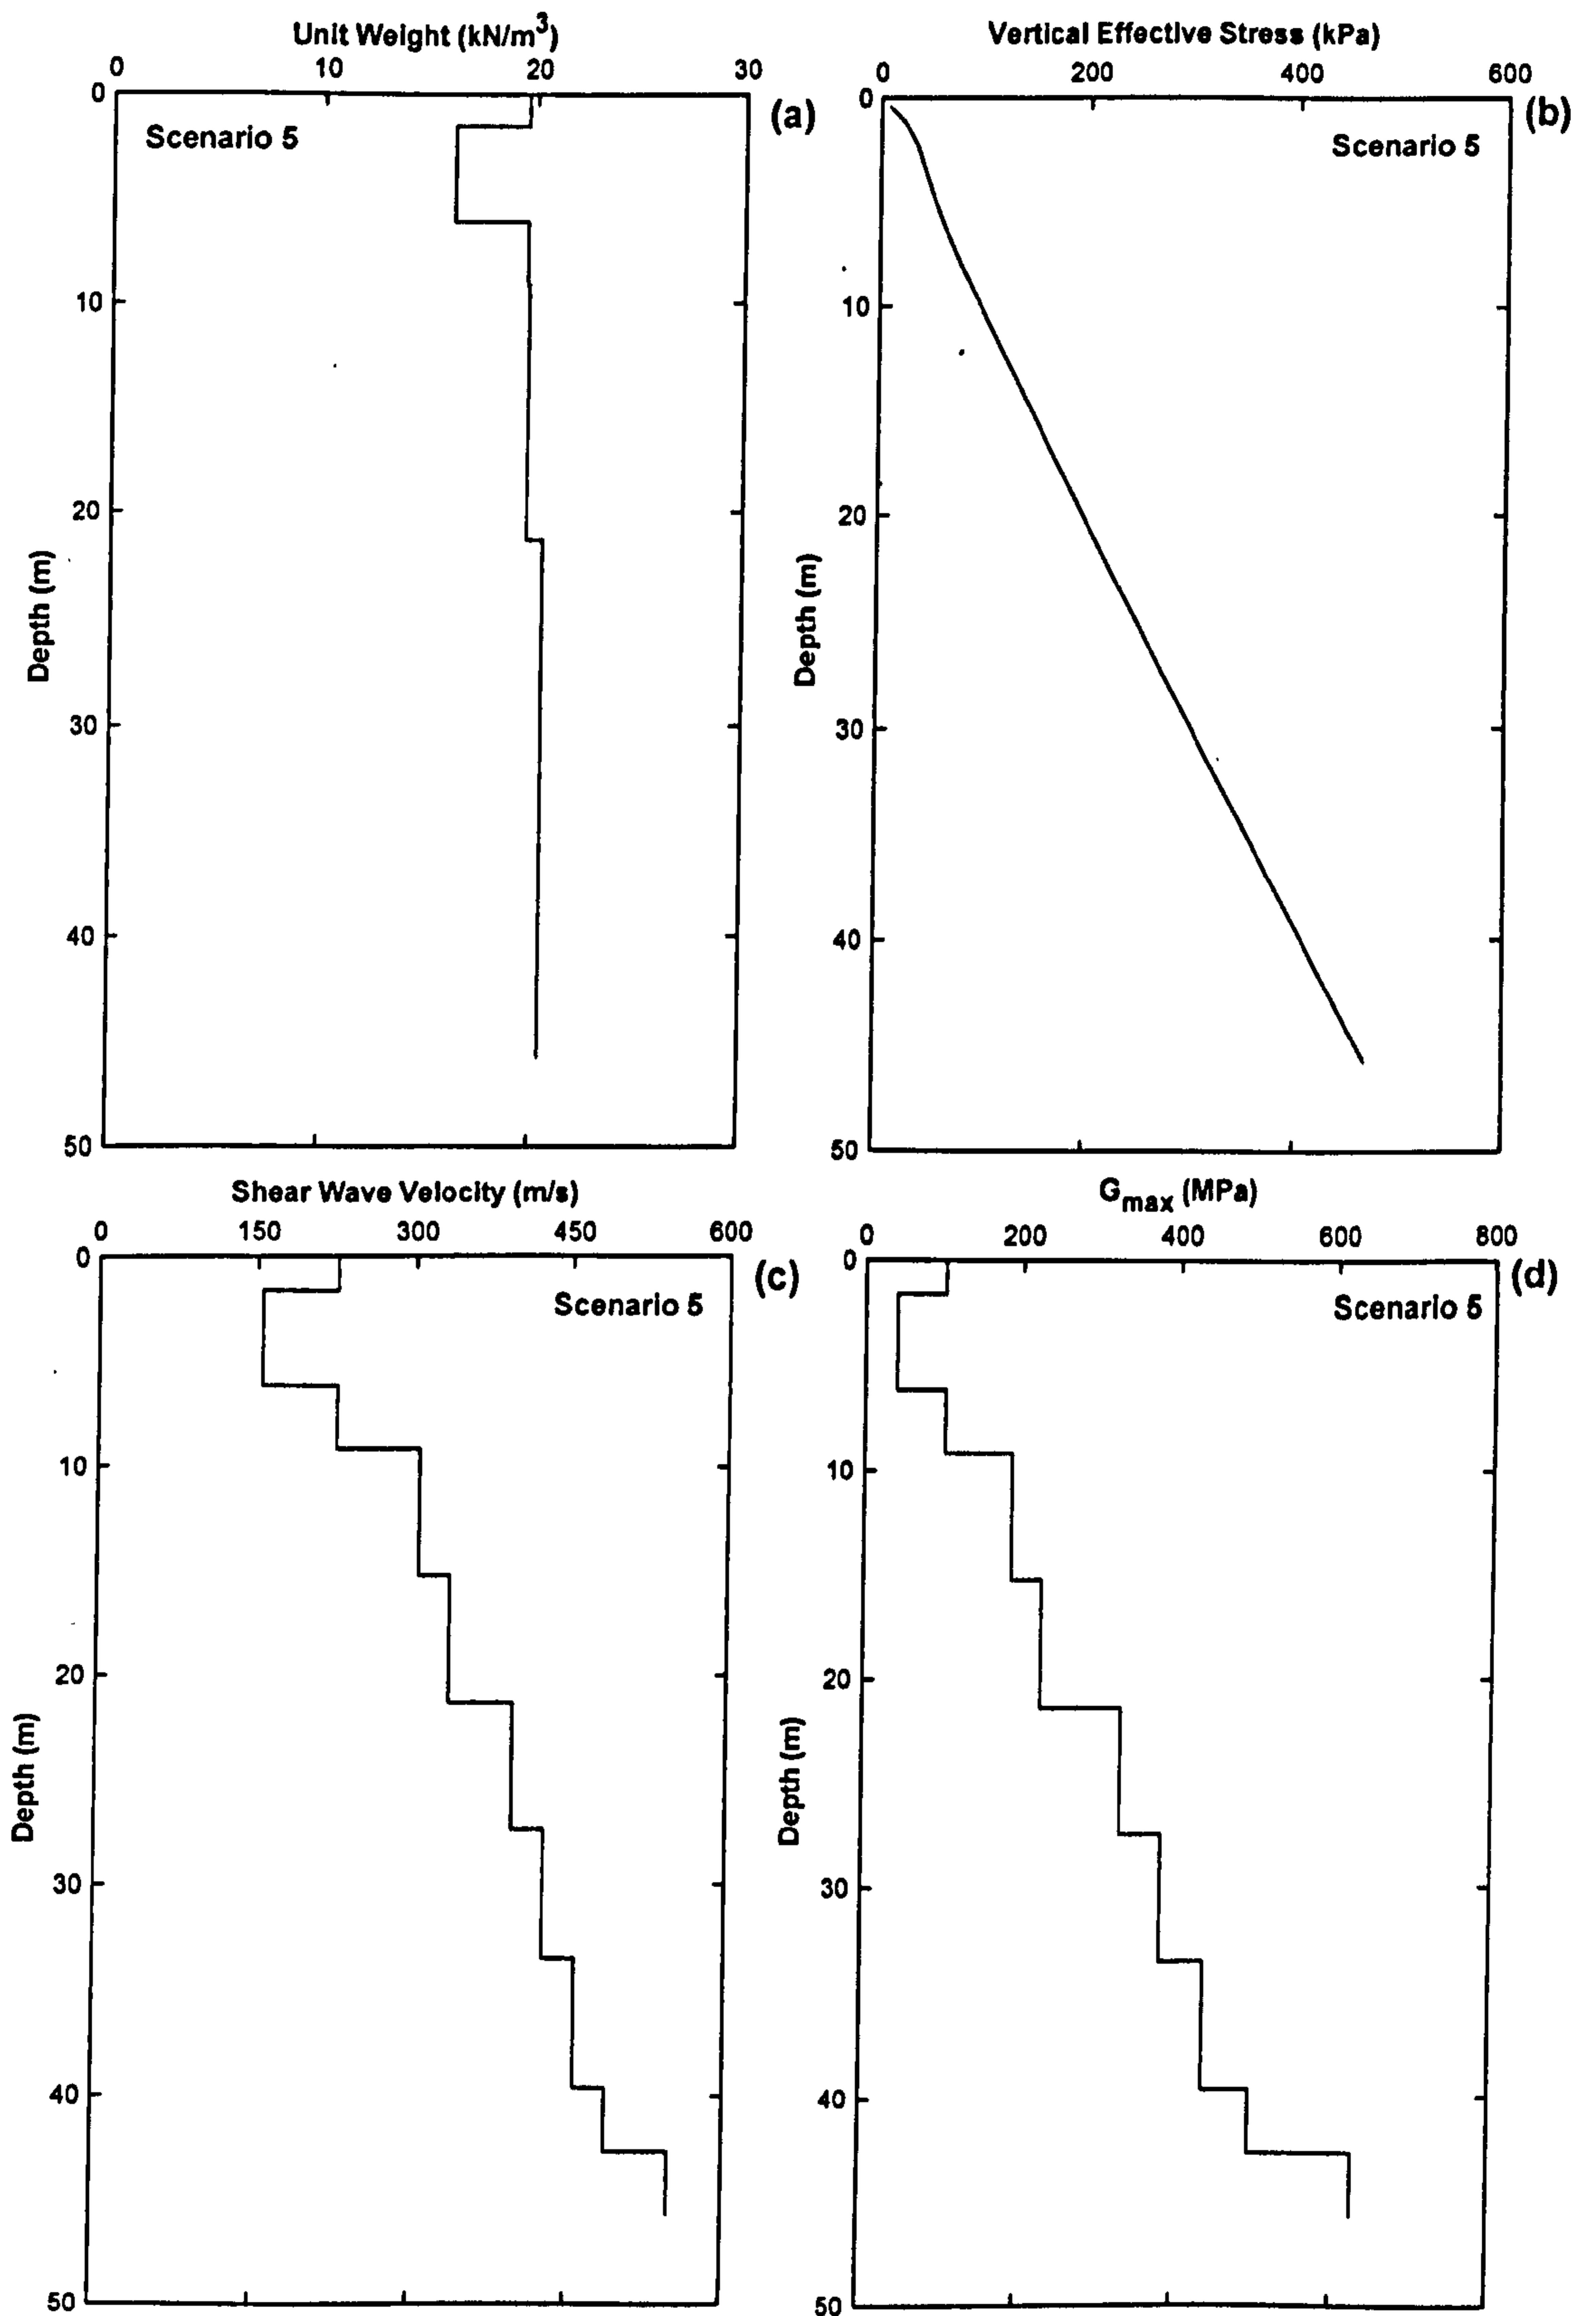 Unit Weight (kN/m³)
0 10 20 30
0
10
20
30
40
50
Depth (m)
Scenario 5
(a)
Vertical Effective Stress (kPa)
0 200 400 600
0
10
20
30
40
50
Depth (m)
Scenario 5
(b)
Shear Wave Velocity (m/s)
0 150 300 450 600
0
10
20
30
40
50
Depth (m)
Scenario 5
(c)
Gmax (MPa)
0 200 400 600 800
0
10
20
30
40
50
Depth (m)
Scenario 5
(d)